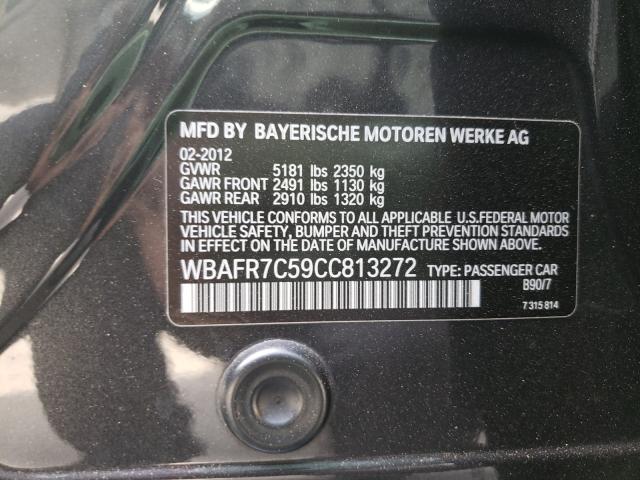 MFD BY BAYERISCHE MOTOREN WERKE AG
02-2012
GVWR 5181 lbs 2350 kg
GAWR FRONT 2491 lbs 1130 kg
GAWR REAR 2910 lbs 1320 kg
THIS VEHICLE CONFORMS TO ALL APPLICABLE U.S.FEDERAL MOTOR
VEHICLE SAFETY, BUMPER AND THEFT PREVENTION STANDARDS
IN EFFECT ON THE DATE OF MANUFACTURE SHOWN ABOVE.
WBAFR7C59CC813272 TYPE: PASSENGER CAR
B90/7
7 315 814